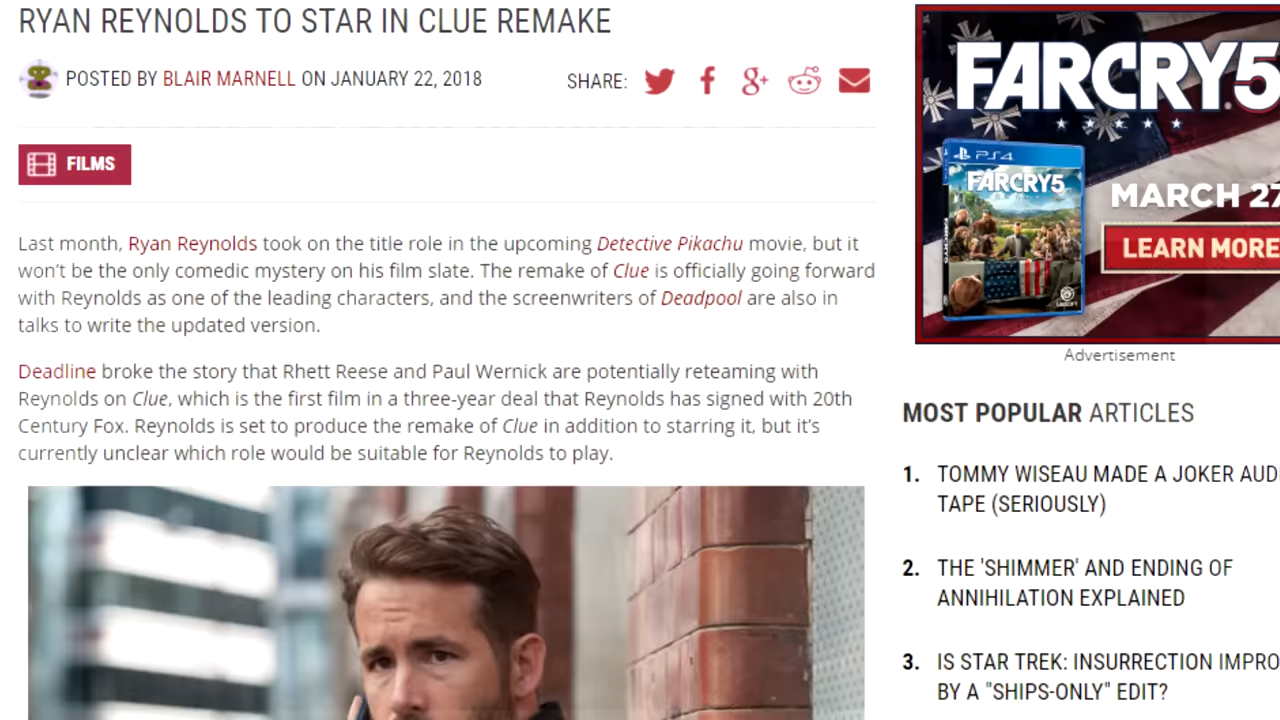 RYAN REYNOLDS TO STAR IN CLUE REMAKE
POSTED BY BLAIR MARNELL ON JANUARY 22, 2018
SHARE:
FILMS
Last month, Ryan Reynolds took on the title role in the upcoming Detective Pikachu movie, but it
won't be the only comedic mystery on his film slate. The remake of Clue is officially going forward
with Reynolds as one of the leading characters, and the screenwriters of Deadpool are also in
talks to write the updated version.
Deadline broke the story that Rhett Reese and Paul Wernick are potentially reteaming with
Reynolds on Clue, which is the first film in a three-year deal that Reynolds has signed with 20th
Century Fox. Reynolds is set to produce the remake of Clue in addition to starring it, but it's
currently unclear which role would be suitable for Reynolds to play.
FARCRY5
PS4
FARCRY5
UBISOFT
MARCH 27
LEARN MORE
Advertisement
MOST POPULAR ARTICLES
1. TOMMY WISEAU MADE A JOKER AUD
TAPE (SERIOUSLY)
2. THE 'SHIMMER' AND ENDING OF
ANNIHILATION EXPLAINED
3. IS STAR TREK: INSURRECTION IMPRO
BY A "SHIPS-ONLY" EDIT?